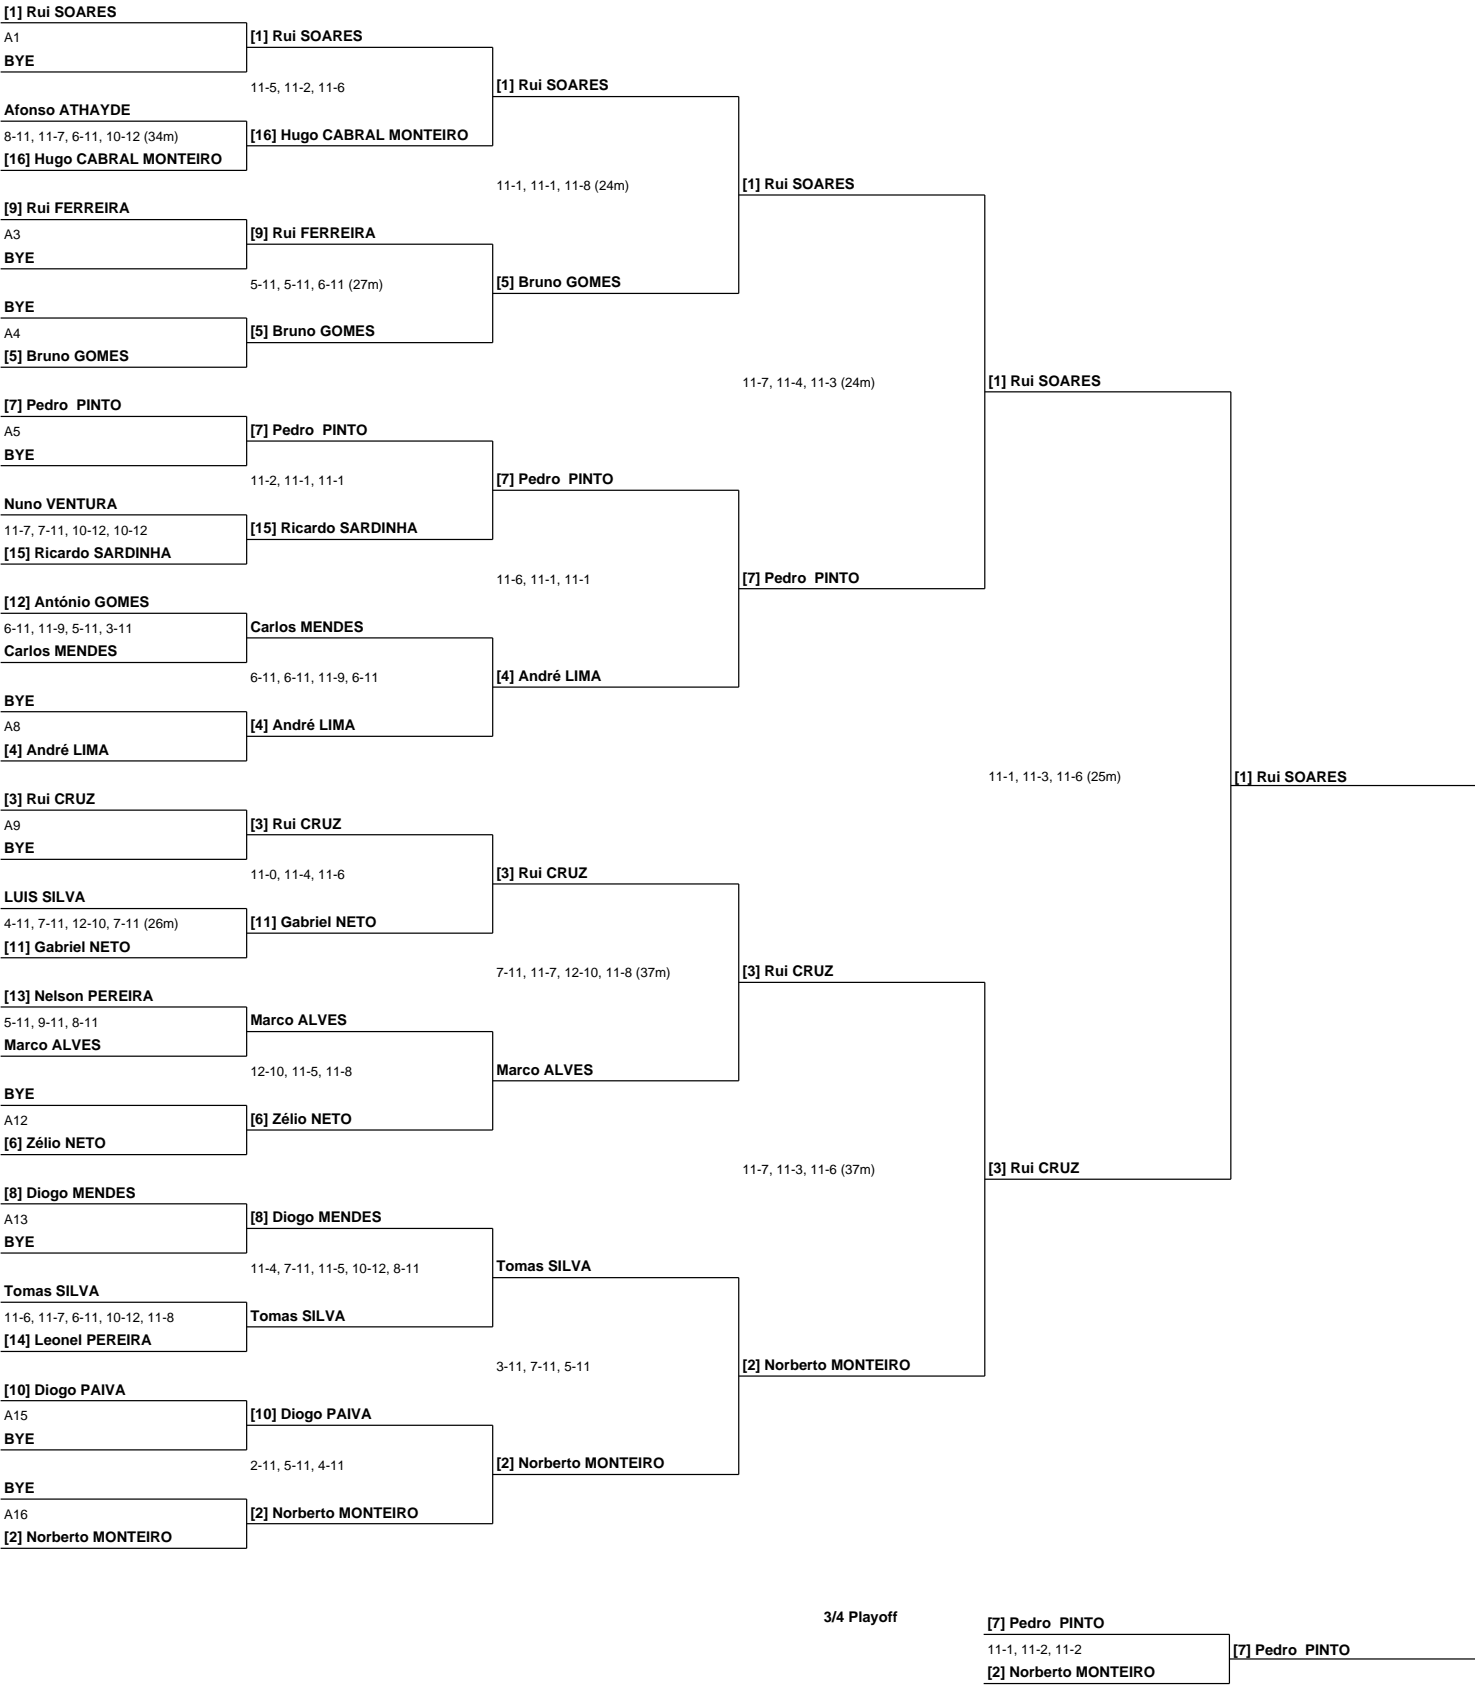 [1] Rui SOARES
A1
BYE
[1] Rui SOARES
11-5, 11-2, 11-6
[1] Rui SOARES
Afonso ATHAYDE
8-11, 11-7, 6-11, 10-12 (34m)
[16] Hugo CABRAL MONTEIRO
[16] Hugo CABRAL MONTEIRO
11-1, 11-1, 11-8 (24m)
[1] Rui SOARES
[9] Rui FERREIRA
A3
BYE
[9] Rui FERREIRA
5-11, 5-11, 6-11 (27m)
[5] Bruno GOMES
BYE
A4
[5] Bruno GOMES
[5] Bruno GOMES
11-7, 11-4, 11-3 (24m)
[1] Rui SOARES
[7] Pedro  PINTO
A5
BYE
[7] Pedro  PINTO
11-2, 11-1, 11-1
[7] Pedro  PINTO
Nuno VENTURA
11-7, 7-11, 10-12, 10-12
[15] Ricardo SARDINHA
[15] Ricardo SARDINHA
11-6, 11-1, 11-1
[7] Pedro  PINTO
[12] António GOMES
6-11, 11-9, 5-11, 3-11
Carlos MENDES
Carlos MENDES
6-11, 6-11, 11-9, 6-11
[4] André LIMA
BYE
A8
[4] André LIMA
[4] André LIMA
11-1, 11-3, 11-6 (25m)
[1] Rui SOARES
[3] Rui CRUZ
A9
BYE
[3] Rui CRUZ
11-0, 11-4, 11-6
[3] Rui CRUZ
LUIS SILVA
4-11, 7-11, 12-10, 7-11 (26m)
[11] Gabriel NETO
[11] Gabriel NETO
7-11, 11-7, 12-10, 11-8 (37m)
[3] Rui CRUZ
[13] Nelson PEREIRA
5-11, 9-11, 8-11
Marco ALVES
Marco ALVES
12-10, 11-5, 11-8
Marco ALVES
BYE
A12
[6] Zélio NETO
[6] Zélio NETO
11-7, 11-3, 11-6 (37m)
[3] Rui CRUZ
[8] Diogo MENDES
A13
BYE
[8] Diogo MENDES
11-4, 7-11, 11-5, 10-12, 8-11
Tomas SILVA
Tomas SILVA
11-6, 11-7, 6-11, 10-12, 11-8
[14] Leonel PEREIRA
Tomas SILVA
3-11, 7-11, 5-11
[2] Norberto MONTEIRO
[10] Diogo PAIVA
A15
BYE
[10] Diogo PAIVA
2-11, 5-11, 4-11
[2] Norberto MONTEIRO
BYE
A16
[2] Norberto MONTEIRO
[2] Norberto MONTEIRO
3/4 Playoff
[7] Pedro  PINTO
11-1, 11-2, 11-2
[2] Norberto MONTEIRO
[7] Pedro  PINTO